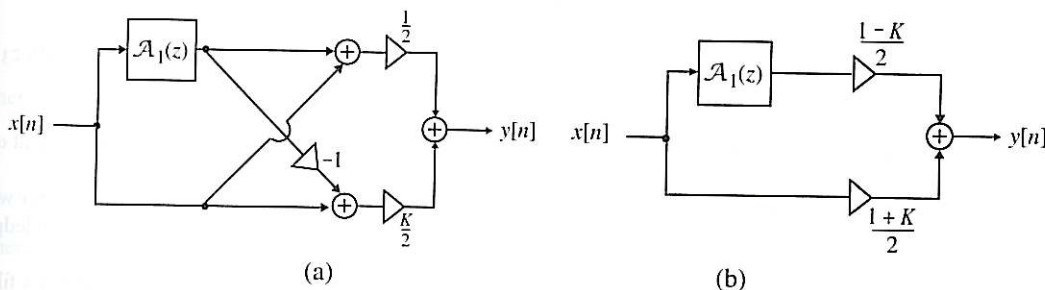 𝒜₁(z)
1/2
x[n]
-1
y[n]
K/2
(a)
𝒜₁(z)
1 - K
2
x[n]
y[n]
1 + K
2
(b)